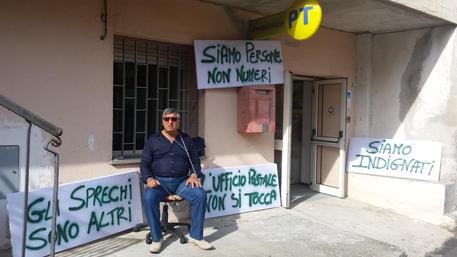 PT
SIAMO PERSONE
NON NUMERI
GLI SPRECHI
SONO ALTRI
L'UFFICIO POSTALE
NON SI TOCCA
SIAMO
INDIGNATI